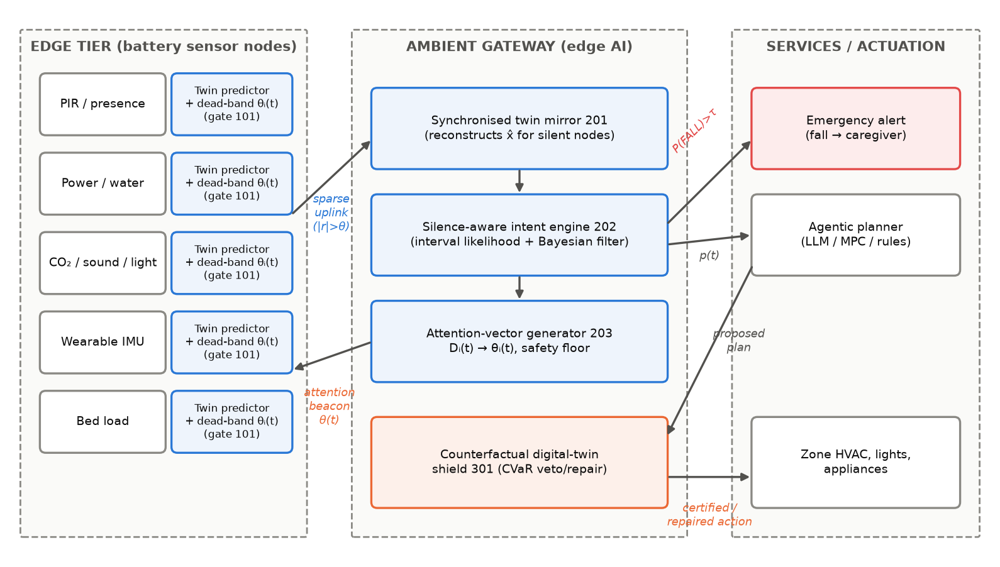 EDGE TIER (battery sensor nodes)
PIR / presence
Twin predictor
+ dead-band θᵢ(t)
(gate 101)
Power / water
Twin predictor
+ dead-band θᵢ(t)
(gate 101)
CO₂ / sound / light
Twin predictor
+ dead-band θᵢ(t)
(gate 101)
Wearable IMU
Twin predictor
+ dead-band θᵢ(t)
(gate 101)
Bed load
Twin predictor
+ dead-band θᵢ(t)
(gate 101)
sparse
uplink
(|r|>θ)
attention
beacon
θ(t)
AMBIENT GATEWAY (edge AI)
Synchronised twin mirror 201
(reconstructs x̂ for silent nodes)
Silence-aware intent engine 202
(interval likelihood + Bayesian filter)
Attention-vector generator 203
Dᵢ(t) → θᵢ(t), safety floor
Counterfactual digital-twin
shield 301 (CVaR veto/repair)
P(FALL)>τ
p(t)
proposed
plan
certified /
repaired action
SERVICES / ACTUATION
Emergency alert
(fall → caregiver)
Agentic planner
(LLM / MPC / rules)
Zone HVAC, lights,
appliances